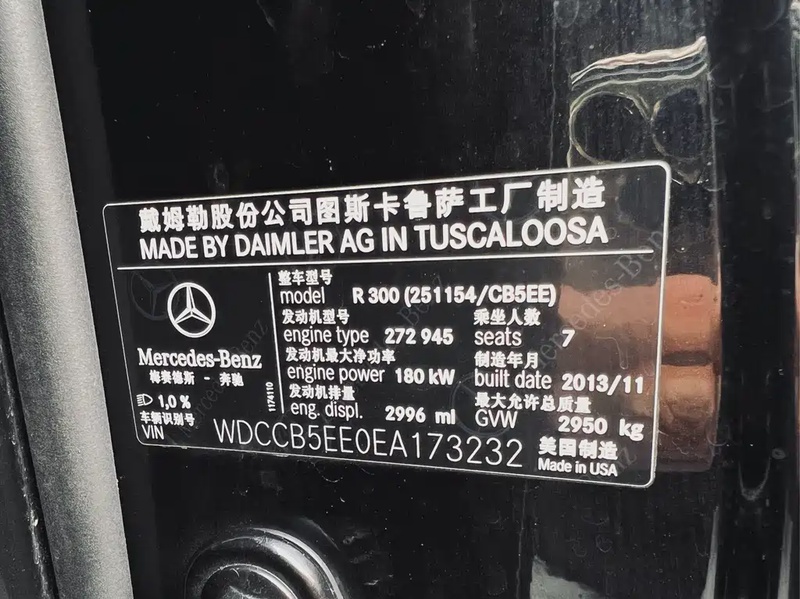 戴姆勒股份公司图斯卡鲁萨工厂制造
MADE BY DAIMLER AG IN TUSCALOOSA
整车型号
model R 300 (251154/CB5EE)
发动机型号 乘坐人数
engine type 272 945 seats 7
发动机最大净功率 制造年月
engine power 180 kW built date 2013/11
发动机排量 最大允许总质量
eng. displ. 2996 ml GVW 2950 kg
Mercedes-Benz
梅赛德斯 - 奔驰
1,0 %
1174110
车辆识别号
VIN WDCCB5EE0EA173232
美国制造
Made in USA
Mercedes-Benz